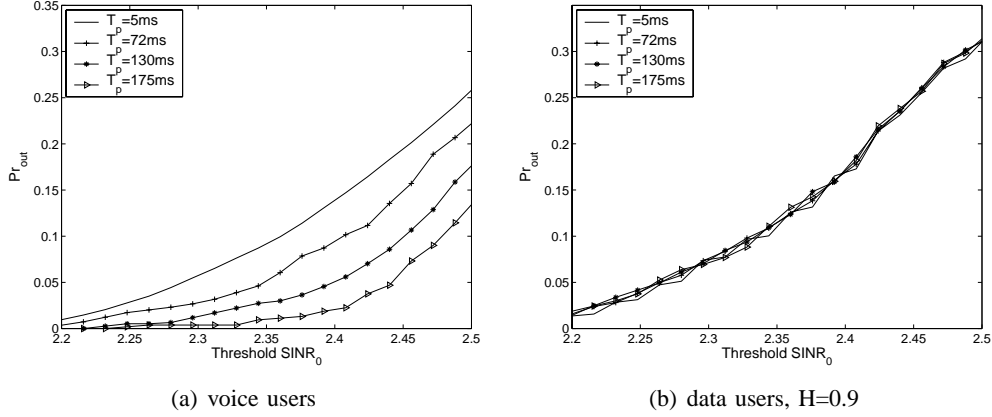 0.35
0.3
0.25
0.2
0.15
0.1
0.05
0
Pr_out
T_p=5ms
T_p=72ms
T_p=130ms
T_p=175ms
2.2 2.25 2.3 2.35 2.4 2.45 2.5
Threshold SINR_0
(a) voice users
0.35
0.3
0.25
0.2
0.15
0.1
0.05
0
Pr_out
T_p=5ms
T_p=72ms
T_p=130ms
T_p=175ms
2.2 2.25 2.3 2.35 2.4 2.45 2.5
Threshold SINR_0
(b) data users, H=0.9